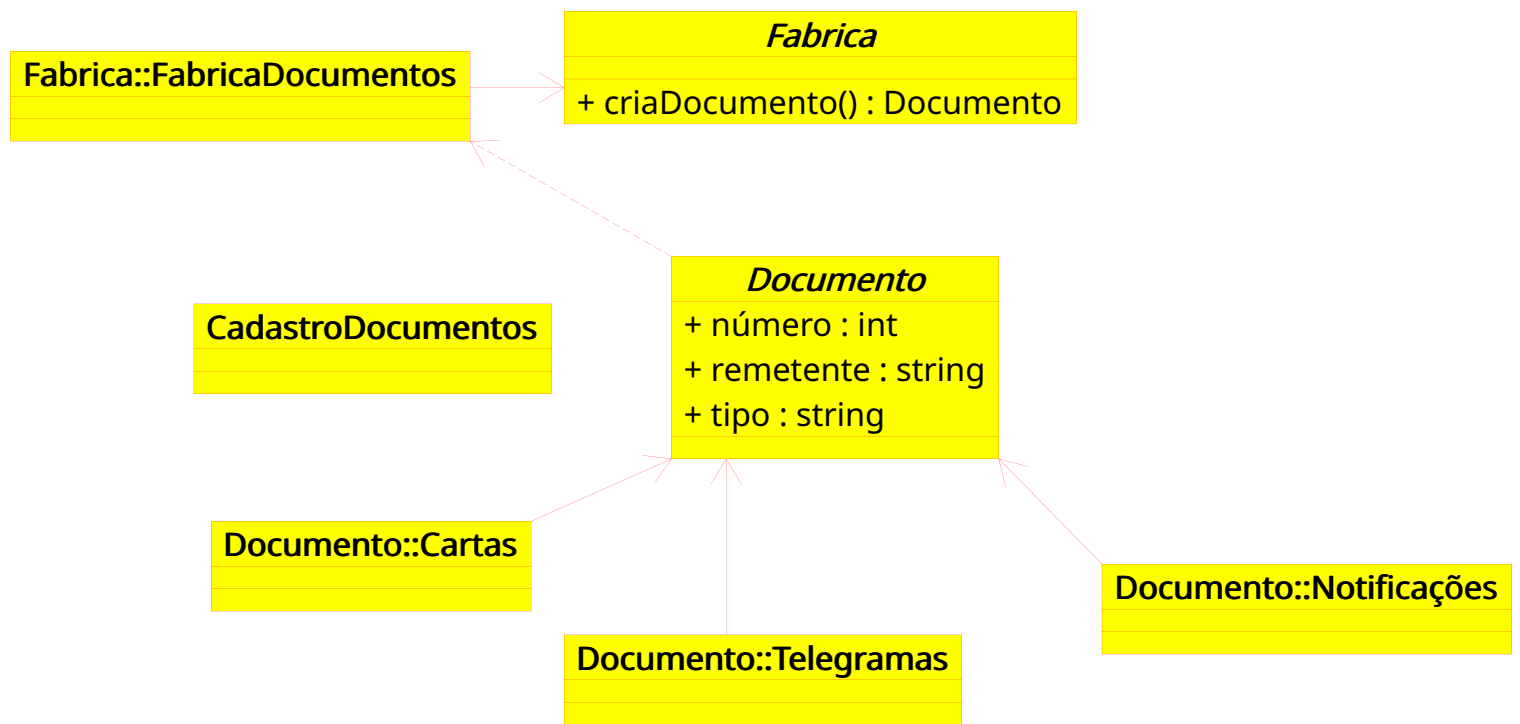 Fabrica
Fabrica::FabricaDocumentos
+ criaDocumento() : Documento
Documento
+ número : int
+ remetente : string
+ tipo : string
CadastroDocumentos
Documento::Cartas
Documento::Notificações
Documento::Telegramas